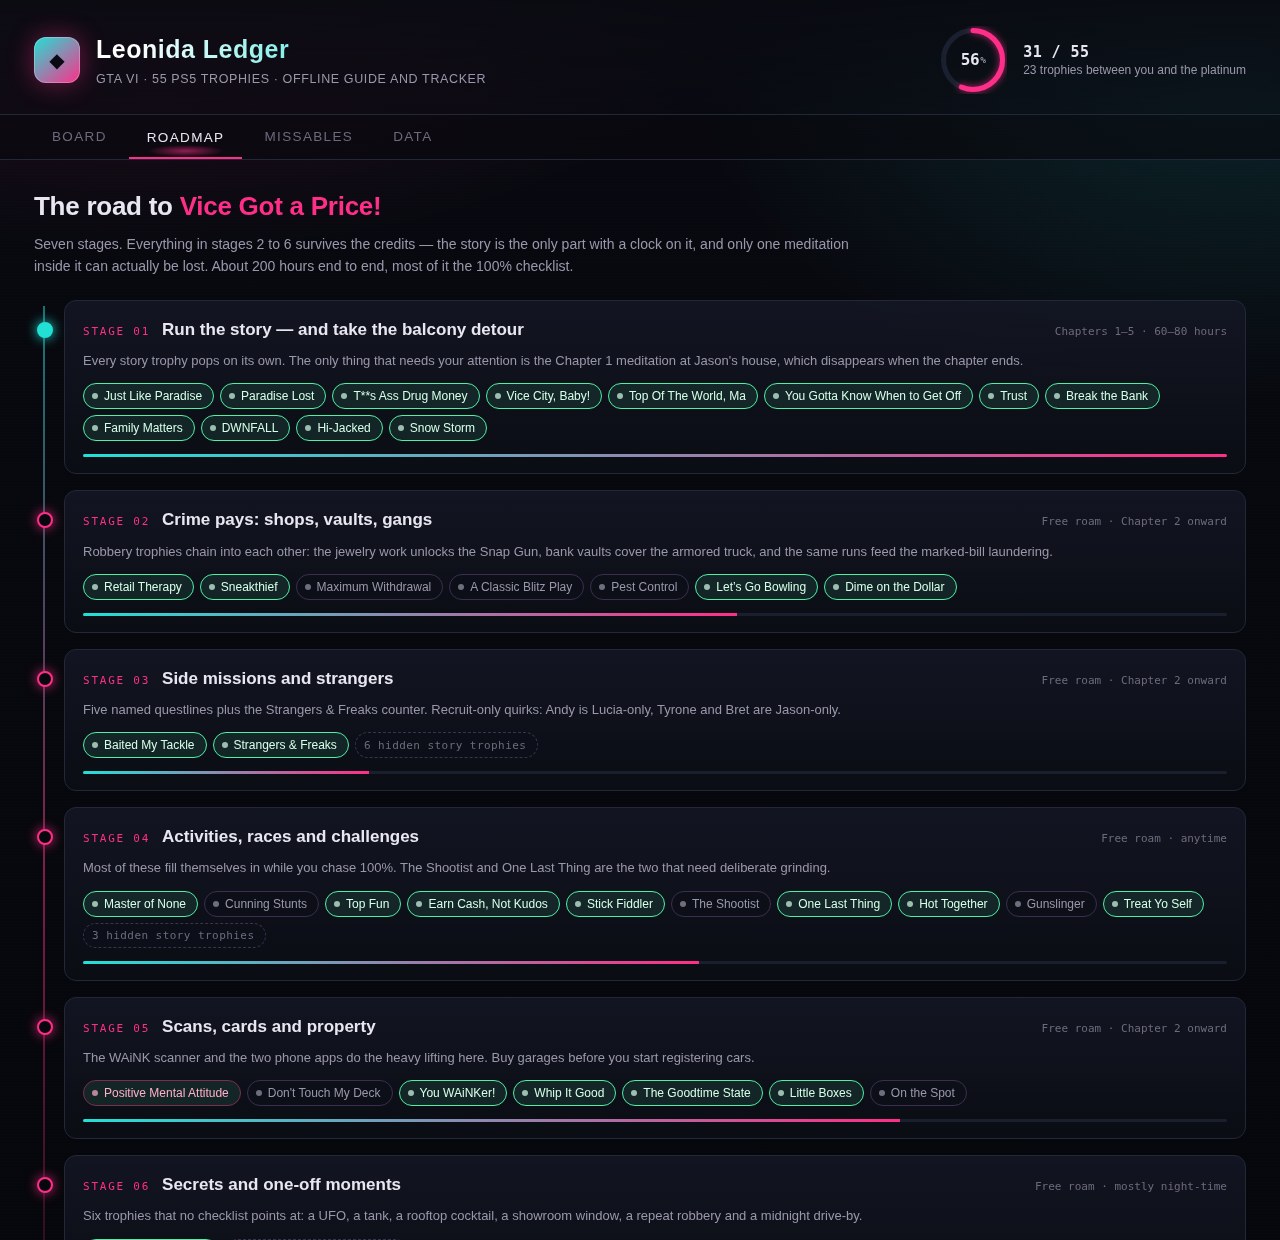 Leonida Ledger
GTA VI · 55 PS5 TROPHIES · OFFLINE GUIDE AND TRACKER
56%
31 / 55
23 trophies between you and the platinum
BOARD ROADMAP MISSABLES DATA
The road to Vice Got a Price!
Seven stages. Everything in stages 2 to 6 survives the credits — the story is the only part with a clock on it, and only one meditation
inside it can actually be lost. About 200 hours end to end, most of it the 100% checklist.
STAGE 01 Run the story — and take the balcony detour Chapters 1–5 · 60–80 hours
Every story trophy pops on its own. The only thing that needs your attention is the Chapter 1 meditation at Jason's house, which disappears when the chapter ends.
Just Like Paradise Paradise Lost T**s Ass Drug Money Vice City, Baby! Top Of The World, Ma You Gotta Know When to Get Off Trust Break the Bank
Family Matters DWNFALL Hi-Jacked Snow Storm
STAGE 02 Crime pays: shops, vaults, gangs Free roam · Chapter 2 onward
Robbery trophies chain into each other: the jewelry work unlocks the Snap Gun, bank vaults cover the armored truck, and the same runs feed the marked-bill laundering.
Retail Therapy Sneakthief Maximum Withdrawal A Classic Blitz Play Pest Control Let's Go Bowling Dime on the Dollar
STAGE 03 Side missions and strangers Free roam · Chapter 2 onward
Five named questlines plus the Strangers & Freaks counter. Recruit-only quirks: Andy is Lucia-only, Tyrone and Bret are Jason-only.
Baited My Tackle Strangers & Freaks 6 hidden story trophies
STAGE 04 Activities, races and challenges Free roam · anytime
Most of these fill themselves in while you chase 100%. The Shootist and One Last Thing are the two that need deliberate grinding.
Master of None Cunning Stunts Top Fun Earn Cash, Not Kudos Stick Fiddler The Shootist One Last Thing Hot Together Gunslinger Treat Yo Self
3 hidden story trophies
STAGE 05 Scans, cards and property Free roam · Chapter 2 onward
The WAiNK scanner and the two phone apps do the heavy lifting here. Buy garages before you start registering cars.
Positive Mental Attitude Don't Touch My Deck You WAiNKer! Whip It Good The Goodtime State Little Boxes On the Spot
STAGE 06 Secrets and one-off moments Free roam · mostly night-time
Six trophies that no checklist points at: a UFO, a tank, a rooftop cocktail, a showroom window, a repeat robbery and a midnight drive-by.